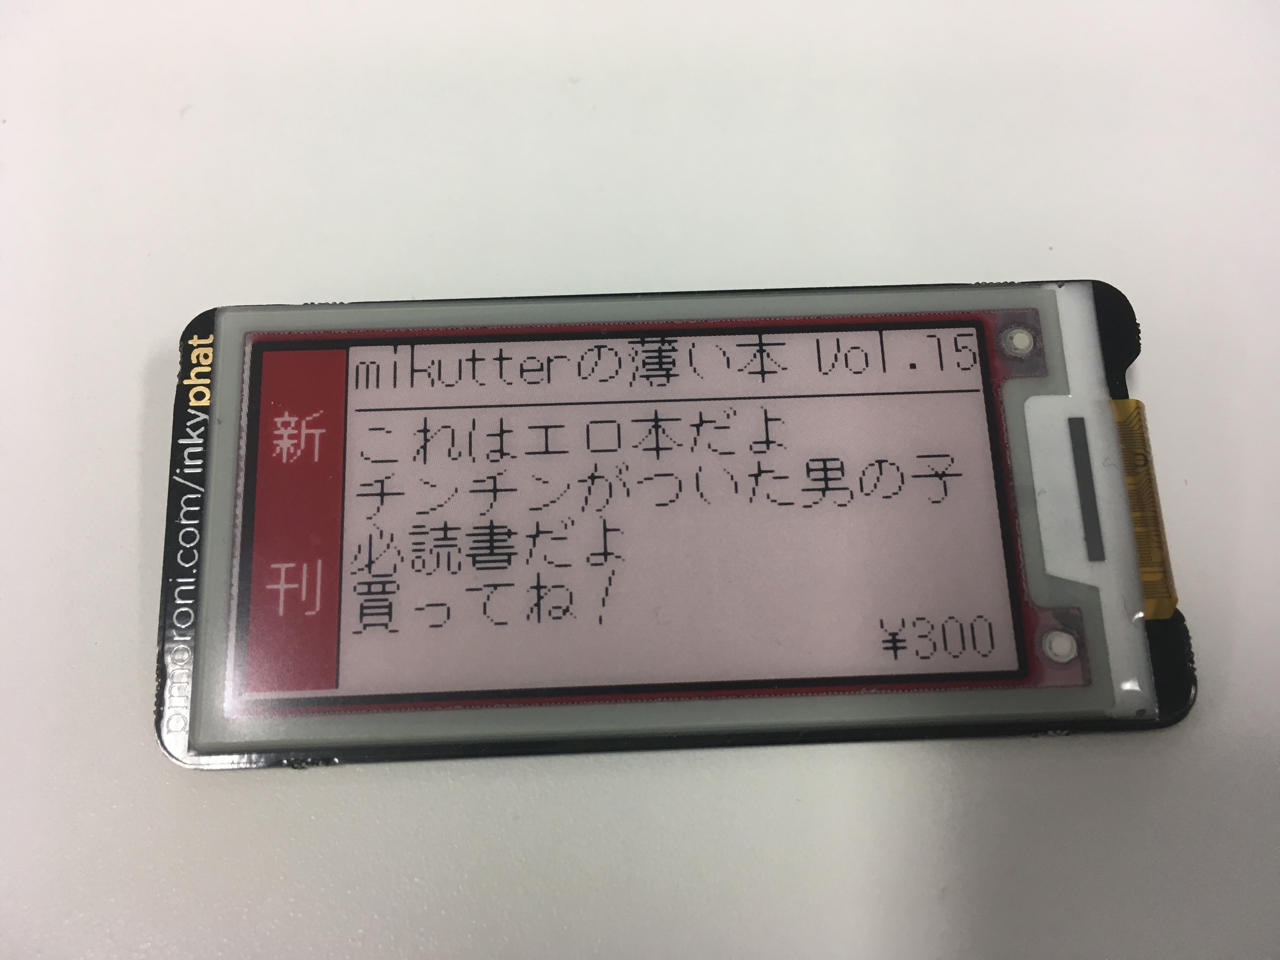 pimoroni.com/inkyphat
新刊
mikutterの薄い本 Vol.15
これはエロ本だよ
チンチンがついた男の子
必読書だよ
買ってね!
¥300